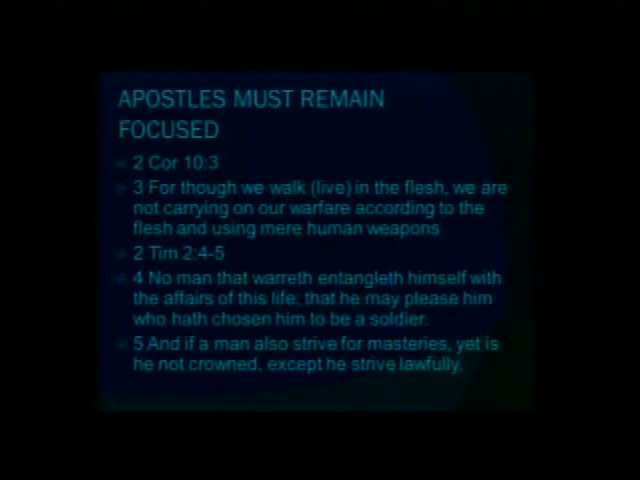 APOSTLES MUST REMAIN
FOCUSED
2 Cor 10:3
3 For though we walk (live) in the flesh, we are
not carrying on our warfare according to the
flesh and using mere human weapons
2 Tim 2:4-5
4 No man that warreth entangleth himself with
the affairs of this life; that he may please him
who hath chosen him to be a soldier.
5 And if a man also strive for masteries, yet is
he not crowned, except he strive lawfully.